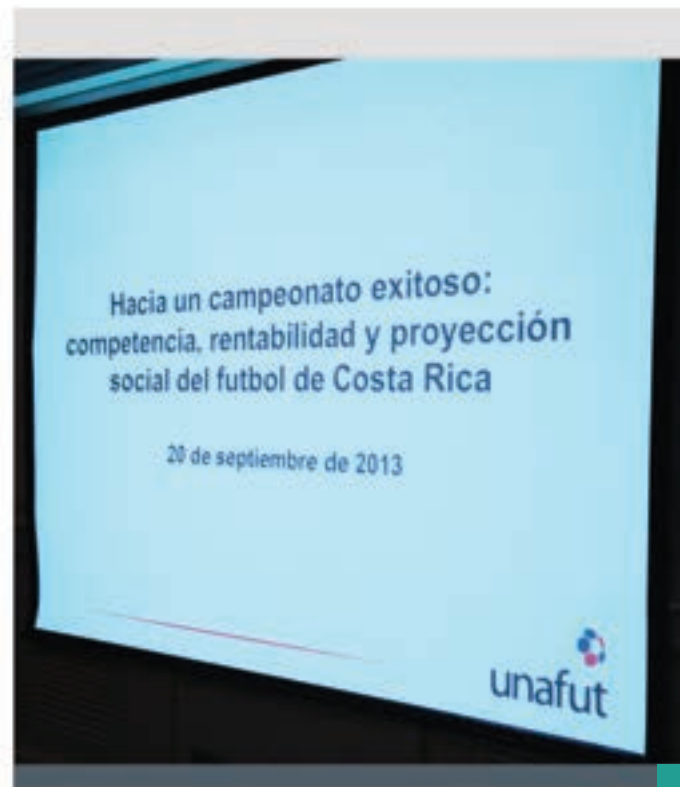 Hacia un campeonato exitoso:
competencia, rentabilidad y proyección
social del futbol de Costa Rica
20 de septiembre de 2013
unafut